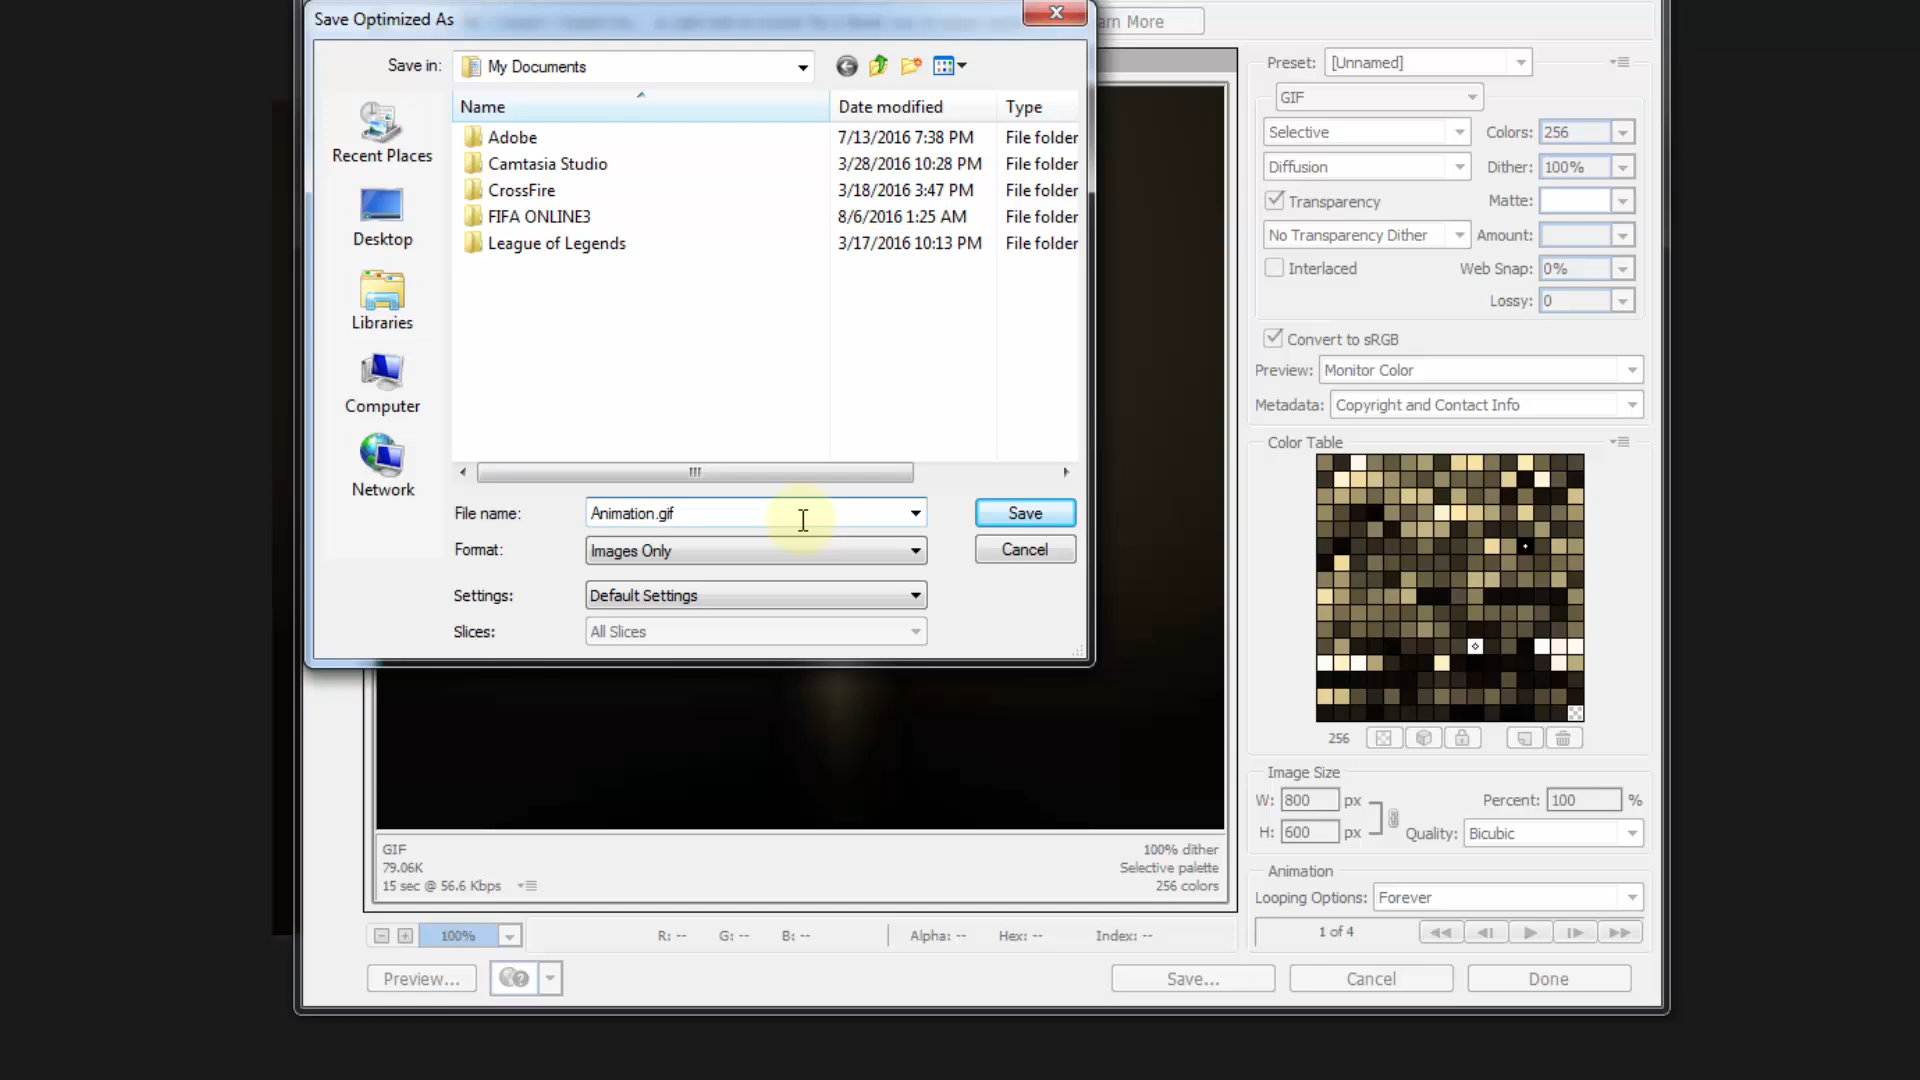 Save Optimized As
arn More
Save in: My Documents
Name Date modified Type
Adobe 7/13/2016 7:38 PM File folder
Camtasia Studio 3/28/2016 10:28 PM File folder
CrossFire 3/18/2016 3:47 PM File folder
FIFA ONLINE3 8/6/2016 1:25 AM File folder
League of Legends 3/17/2016 10:13 PM File folder
Recent Places
Desktop
Libraries
Computer
Network
File name: Animation.gif Save
Format: Images Only Cancel
Settings: Default Settings
Slices: All Slices
Preset: [Unnamed]
GIF
Selective Colors: 256
Diffusion Dither: 100%
Transparency Matte:
No Transparency Dither Amount:
Interlaced Web Snap: 0%
Lossy: 0
Convert to sRGB
Preview: Monitor Color
Metadata: Copyright and Contact Info
Color Table
256
Image Size
W: 800 px Percent: 100 %
H: 600 px Quality: Bicubic
Animation
Looping Options: Forever
1 of 4
GIF 100% dither
79.06K Selective palette
15 sec @ 56.6 Kbps 256 colors
100% R: -- G: -- B: -- Alpha: -- Hex: -- Index: --
Preview... Save... Cancel Done